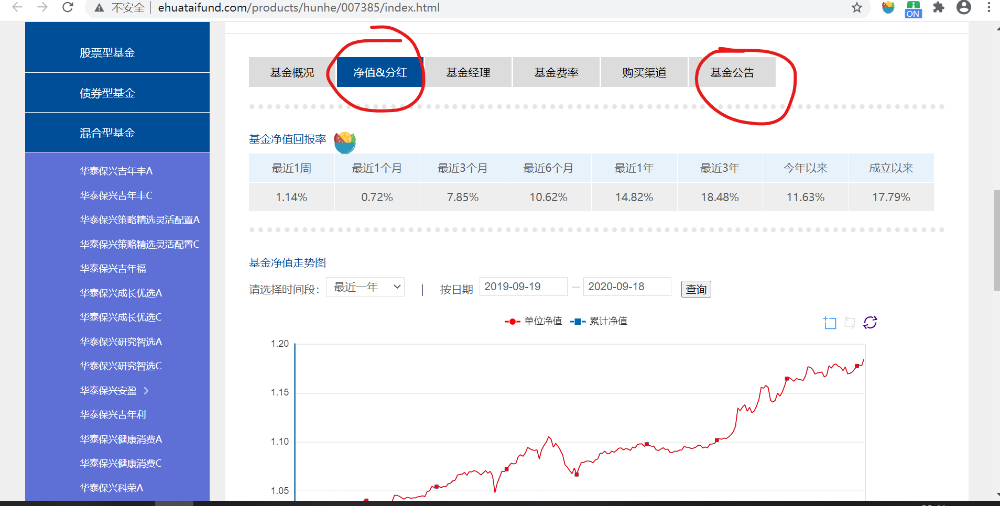 不安全 ehuataifund.com/products/hunhe/007385/index.html
ON
股票型基金
债券型基金
混合型基金
华泰保兴吉年丰A
华泰保兴吉年丰C
华泰保兴策略精选灵活配置A
华泰保兴策略精选灵活配置C
华泰保兴吉年福
华泰保兴成长优选A
华泰保兴成长优选C
华泰保兴研究智选A
华泰保兴研究智选C
华泰保兴安盈
华泰保兴吉年利
华泰保兴健康消费A
华泰保兴健康消费C
华泰保兴科荣A
基金概况 净值&分红 基金经理 基金费率 购买渠道 基金公告
基金净值回报率
最近1周 最近1个月 最近3个月 最近6个月 最近1年 最近3年 今年以来 成立以来
1.14% 0.72% 7.85% 10.62% 14.82% 18.48% 11.63% 17.79%
基金净值走势图
请选择时间段: 最近一年 | 按日期 2019-09-19 — 2020-09-18 查询
单位净值 累计净值
1.20
1.15
1.10
1.05